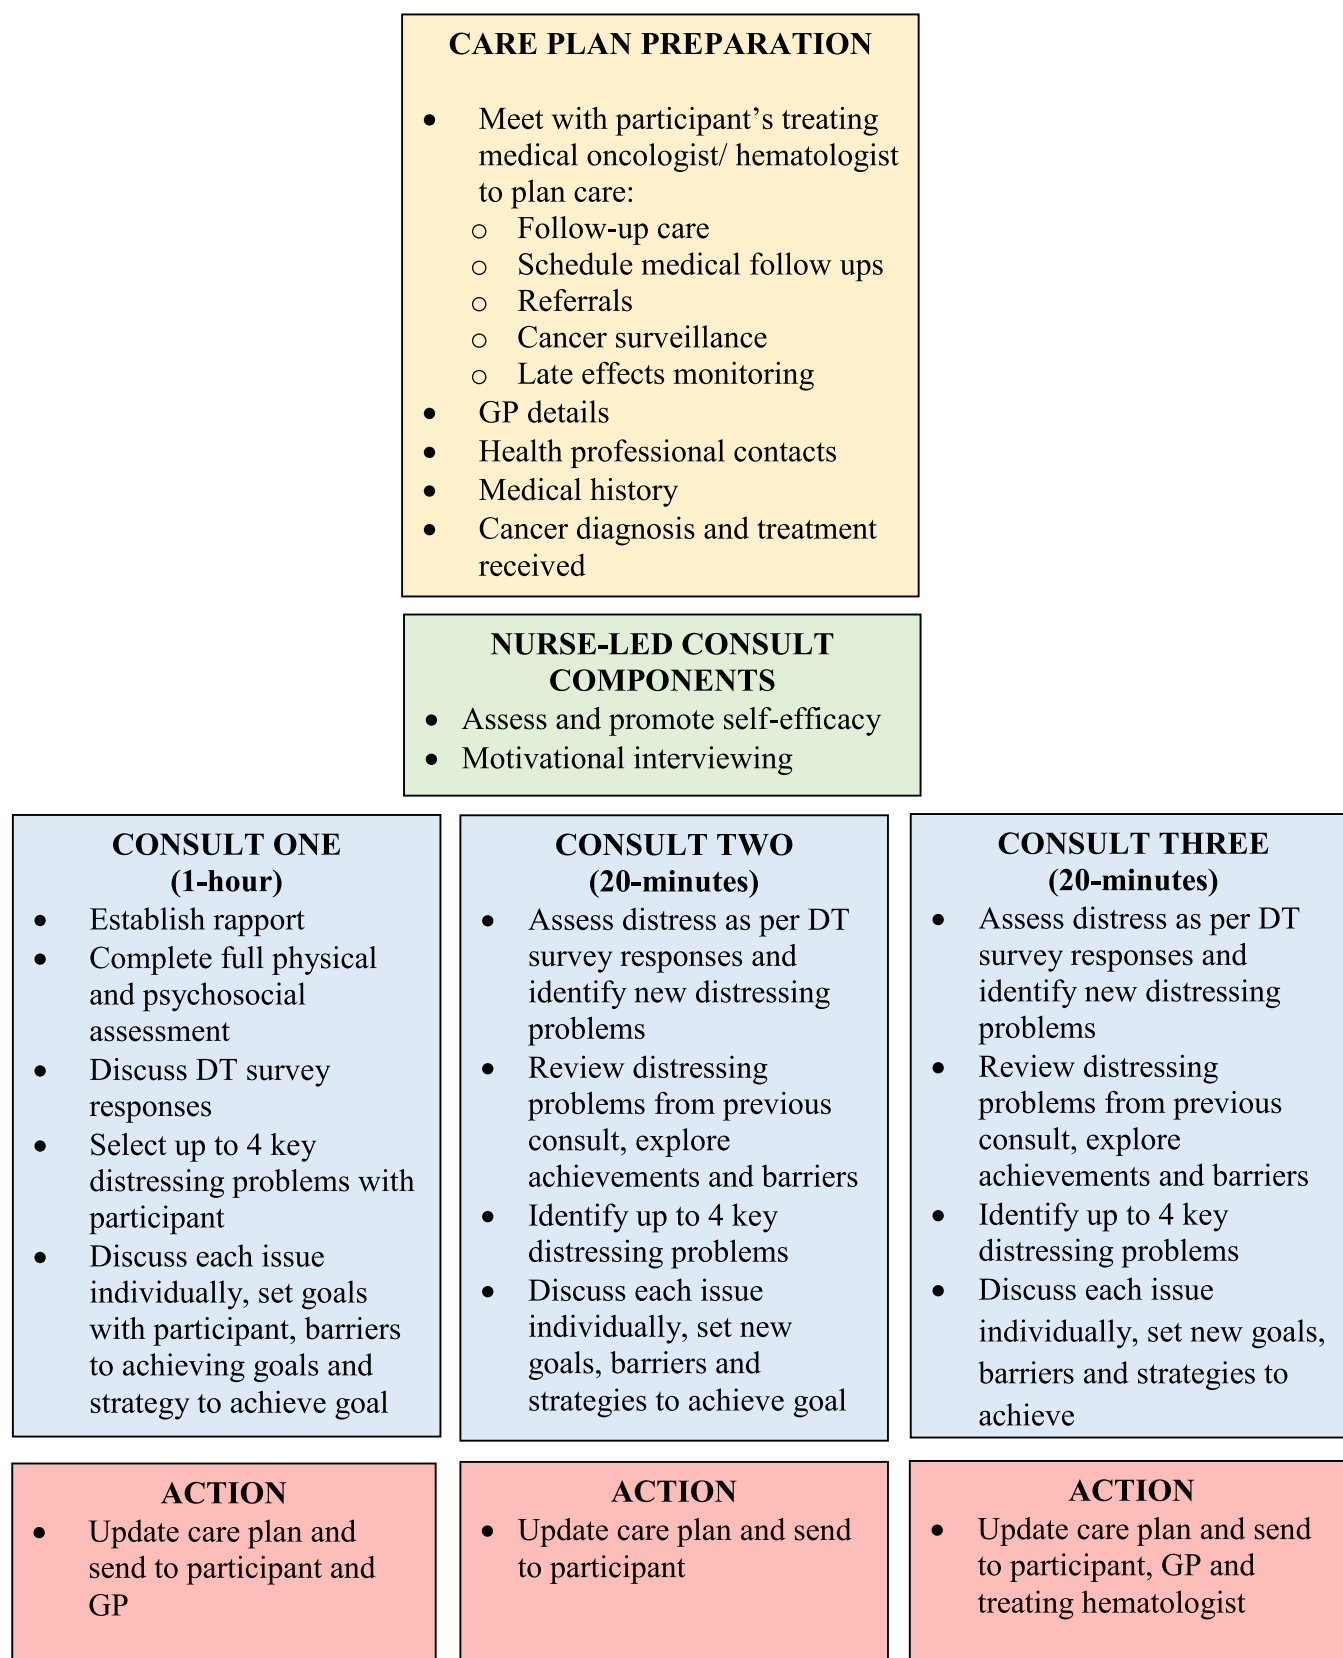 CARE PLAN PREPARATION
• Meet with participant’s treating
medical oncologist/ hematologist
to plan care:
o Follow-up care
o Schedule medical follow ups
o Referrals
o Cancer surveillance
o Late effects monitoring
• GP details
• Health professional contacts
• Medical history
• Cancer diagnosis and treatment
received
NURSE-LED CONSULT
COMPONENTS
• Assess and promote self-efficacy
• Motivational interviewing
CONSULT ONE
(1-hour)
• Establish rapport
• Complete full physical
and psychosocial
assessment
• Discuss DT survey
responses
• Select up to 4 key
distressing problems with
participant
• Discuss each issue
individually, set goals
with participant, barriers
to achieving goals and
strategy to achieve goal
CONSULT TWO
(20-minutes)
• Assess distress as per DT
survey responses and
identify new distressing
problems
• Review distressing
problems from previous
consult, explore
achievements and barriers
• Identify up to 4 key
distressing problems
• Discuss each issue
individually, set new
goals, barriers and
strategies to achieve goal
CONSULT THREE
(20-minutes)
• Assess distress as per DT
survey responses and
identify new distressing
problems
• Review distressing
problems from previous
consult, explore
achievements and barriers
• Identify up to 4 key
distressing problems
• Discuss each issue
individually, set new goals,
barriers and strategies to
achieve
ACTION
• Update care plan and
send to participant and
GP
ACTION
• Update care plan and send
to participant
ACTION
• Update care plan and send
to participant, GP and
treating hematologist